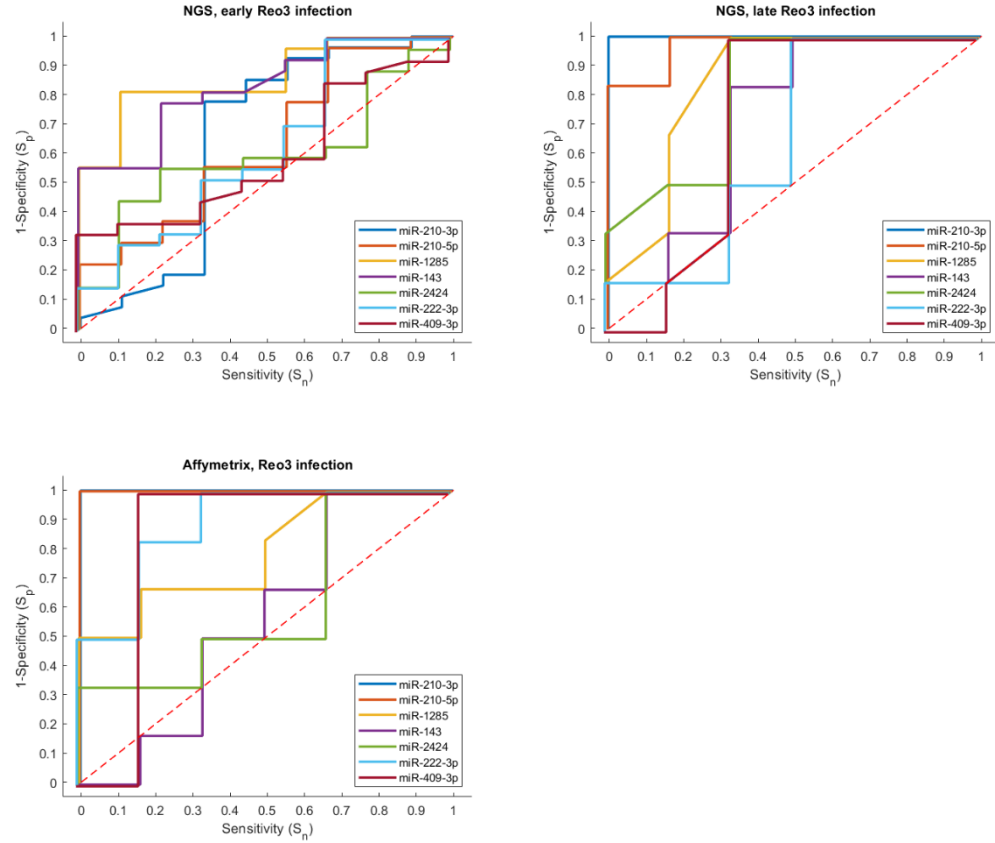 NGS, early Reo3 infection
1
0.9
0.8
0.7
0.6
0.5
0.4
0.3
0.2
0.1
0
1-Specificity (Sp)
miR-210-3p
miR-210-5p
miR-1285
miR-143
miR-2424
miR-222-3p
miR-409-3p
0 0.1 0.2 0.3 0.4 0.5 0.6 0.7 0.8 0.9 1
Sensitivity (Sn)
NGS, late Reo3 infection
1
0.9
0.8
0.7
0.6
0.5
0.4
0.3
0.2
0.1
0
1-Specificity (Sp)
miR-210-3p
miR-210-5p
miR-1285
miR-143
miR-2424
miR-222-3p
miR-409-3p
0 0.1 0.2 0.3 0.4 0.5 0.6 0.7 0.8 0.9 1
Sensitivity (Sn)
Affymetrix, Reo3 infection
1
0.9
0.8
0.7
0.6
0.5
0.4
0.3
0.2
0.1
0
1-Specificity (Sp)
miR-210-3p
miR-210-5p
miR-1285
miR-143
miR-2424
miR-222-3p
miR-409-3p
0 0.1 0.2 0.3 0.4 0.5 0.6 0.7 0.8 0.9 1
Sensitivity (Sn)